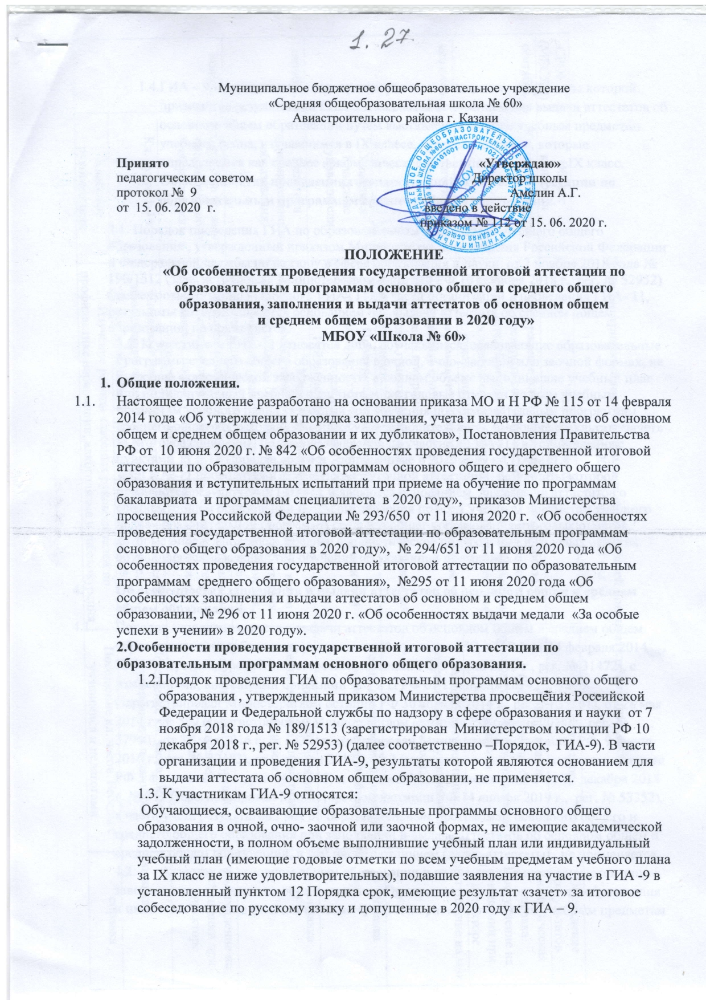 1. 27
Муниципальное бюджетное общеобразовательное учреждение
«Средняя общеобразовательная школа № 60»
Авиастроительного района г. Казани
Принято
педагогическим советом
протокол № 9
от 15. 06. 2020 г.
«Утверждаю»
Директор школы
Амелин А.Г.
введено в действие
приказом № 112 от 15. 06. 2020 г.
ПОЛОЖЕНИЕ
«Об особенностях проведения государственной итоговой аттестации по
образовательным программам основного общего и среднего общего
образования, заполнения и выдачи аттестатов об основном общем
и среднем общем образовании в 2020 году»
МБОУ «Школа № 60»
1. Общие положения.
1.1. Настоящее положение разработано на основании приказа МО и Н РФ № 115 от 14 февраля
2014 года «Об утверждении и порядка заполнения, учета и выдачи аттестатов об основном
общем и среднем общем образовании и их дубликатов», Постановления Правительства
РФ от 10 июня 2020 г. № 842 «Об особенностях проведения государственной итоговой
аттестации по образовательным программам основного общего и среднего общего
образования и вступительных испытаний при приеме на обучение по программам
бакалавриата и программам специалитета в 2020 году», приказов Министерства
просвещения Российской Федерации № 293/650 от 11 июня 2020 г. «Об особенностях
проведения государственной итоговой аттестации по образовательным программам
основного общего образования в 2020 году», № 294/651 от 11 июня 2020 года «Об
особенностях проведения государственной итоговой аттестации по образовательным
программам среднего общего образования», №295 от 11 июня 2020 года «Об
особенностях заполнения и выдачи аттестатов об основном и среднем общем
образовании, № 296 от 11 июня 2020 г. «Об особенностях выдачи медали «За особые
успехи в учении» в 2020 году».
2.Особенности проведения государственной итоговой аттестации по
образовательным программам основного общего образования.
1.2.Порядок проведения ГИА по образовательным программам основного общего
образования , утвержденный приказом Министерства просвещения Российской
Федерации и Федеральной службы по надзору в сфере образования и науки от 7
ноября 2018 года № 189/1513 (зарегистрирован Министерством юстиции РФ 10
декабря 2018 г., рег. № 52953) (далее соответственно –Порядок, ГИА-9). В части
организации и проведения ГИА-9, результаты которой являются основанием для
выдачи аттестата об основном общем образовании, не применяется.
1.3. К участникам ГИА-9 относятся:
Обучающиеся, осваивающие образовательные программы основного общего
образования в очной, очно- заочной или заочной формах, не имеющие академической
задолженности, в полном объеме выполнившие учебный план или индивидуальный
учебный план (имеющие годовые отметки по всем учебным предметам учебного плана
за IX класс не ниже удовлетворительных), подавшие заявления на участие в ГИА -9 в
установленный пунктом 12 Порядка срок, имеющие результат «зачет» за итоговое
собеседование по русскому языку и допущенные в 2020 году к ГИА – 9.